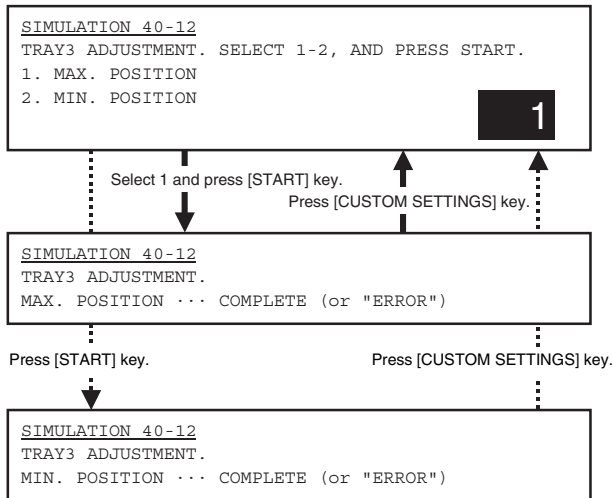 SIMULATION 40-12
TRAY3 ADJUSTMENT. SELECT 1-2, AND PRESS START.
1. MAX. POSITION
2. MIN. POSITION
1
Select 1 and press [START] key.
Press [CUSTOM SETTINGS] key.
SIMULATION 40-12
TRAY3 ADJUSTMENT.
MAX. POSITION ··· COMPLETE (or "ERROR")
Press [START] key.
Press [CUSTOM SETTINGS] key.
SIMULATION 40-12
TRAY3 ADJUSTMENT.
MIN. POSITION ··· COMPLETE (or "ERROR")